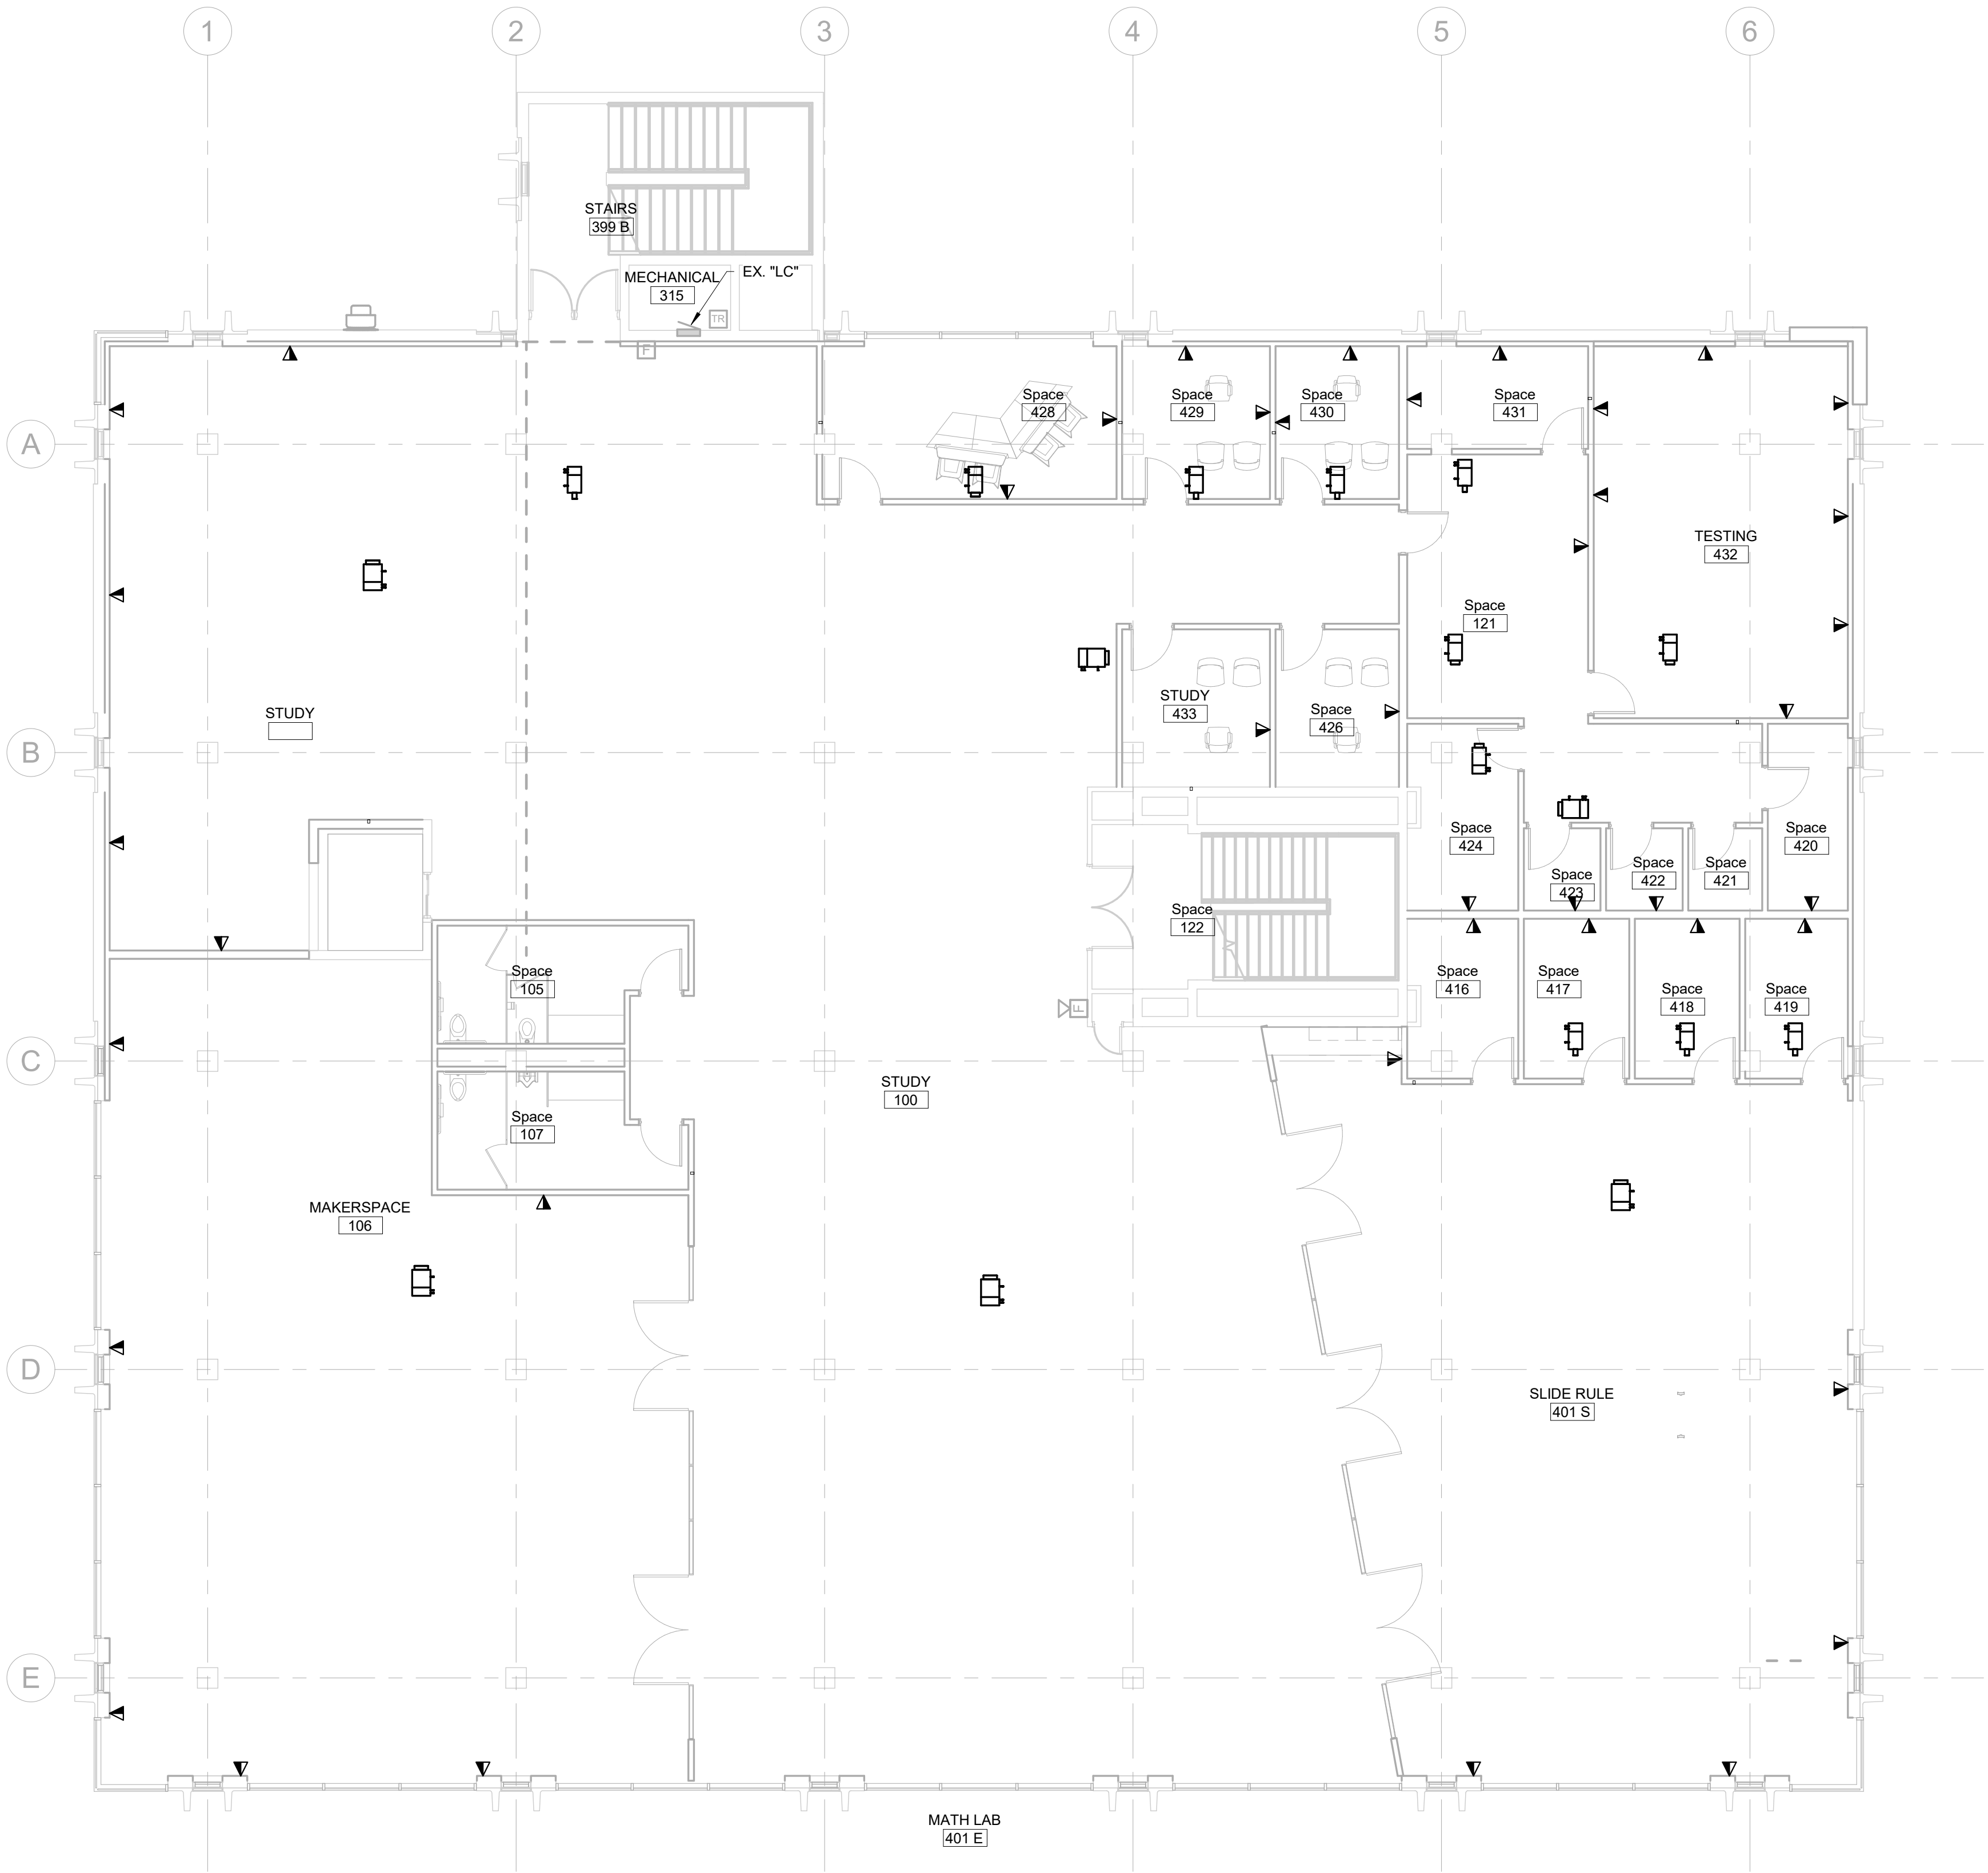 1
2
3
4
5
6
STAIRS
399 B
MECHANICAL
315
EX. "LC"
TR
F
Space
428
Space
429
Space
430
Space
431
A
TESTING
432
Space
121
STUDY
STUDY
433
Space
426
B
Space
424
Space
423
Space
422
Space
421
Space
420
Space
122
Space
105
Space
416
Space
417
Space
418
Space
419
F
C
STUDY
100
Space
107
MAKERSPACE
106
D
SLIDE RULE
401 S
E
MATH LAB
401 E